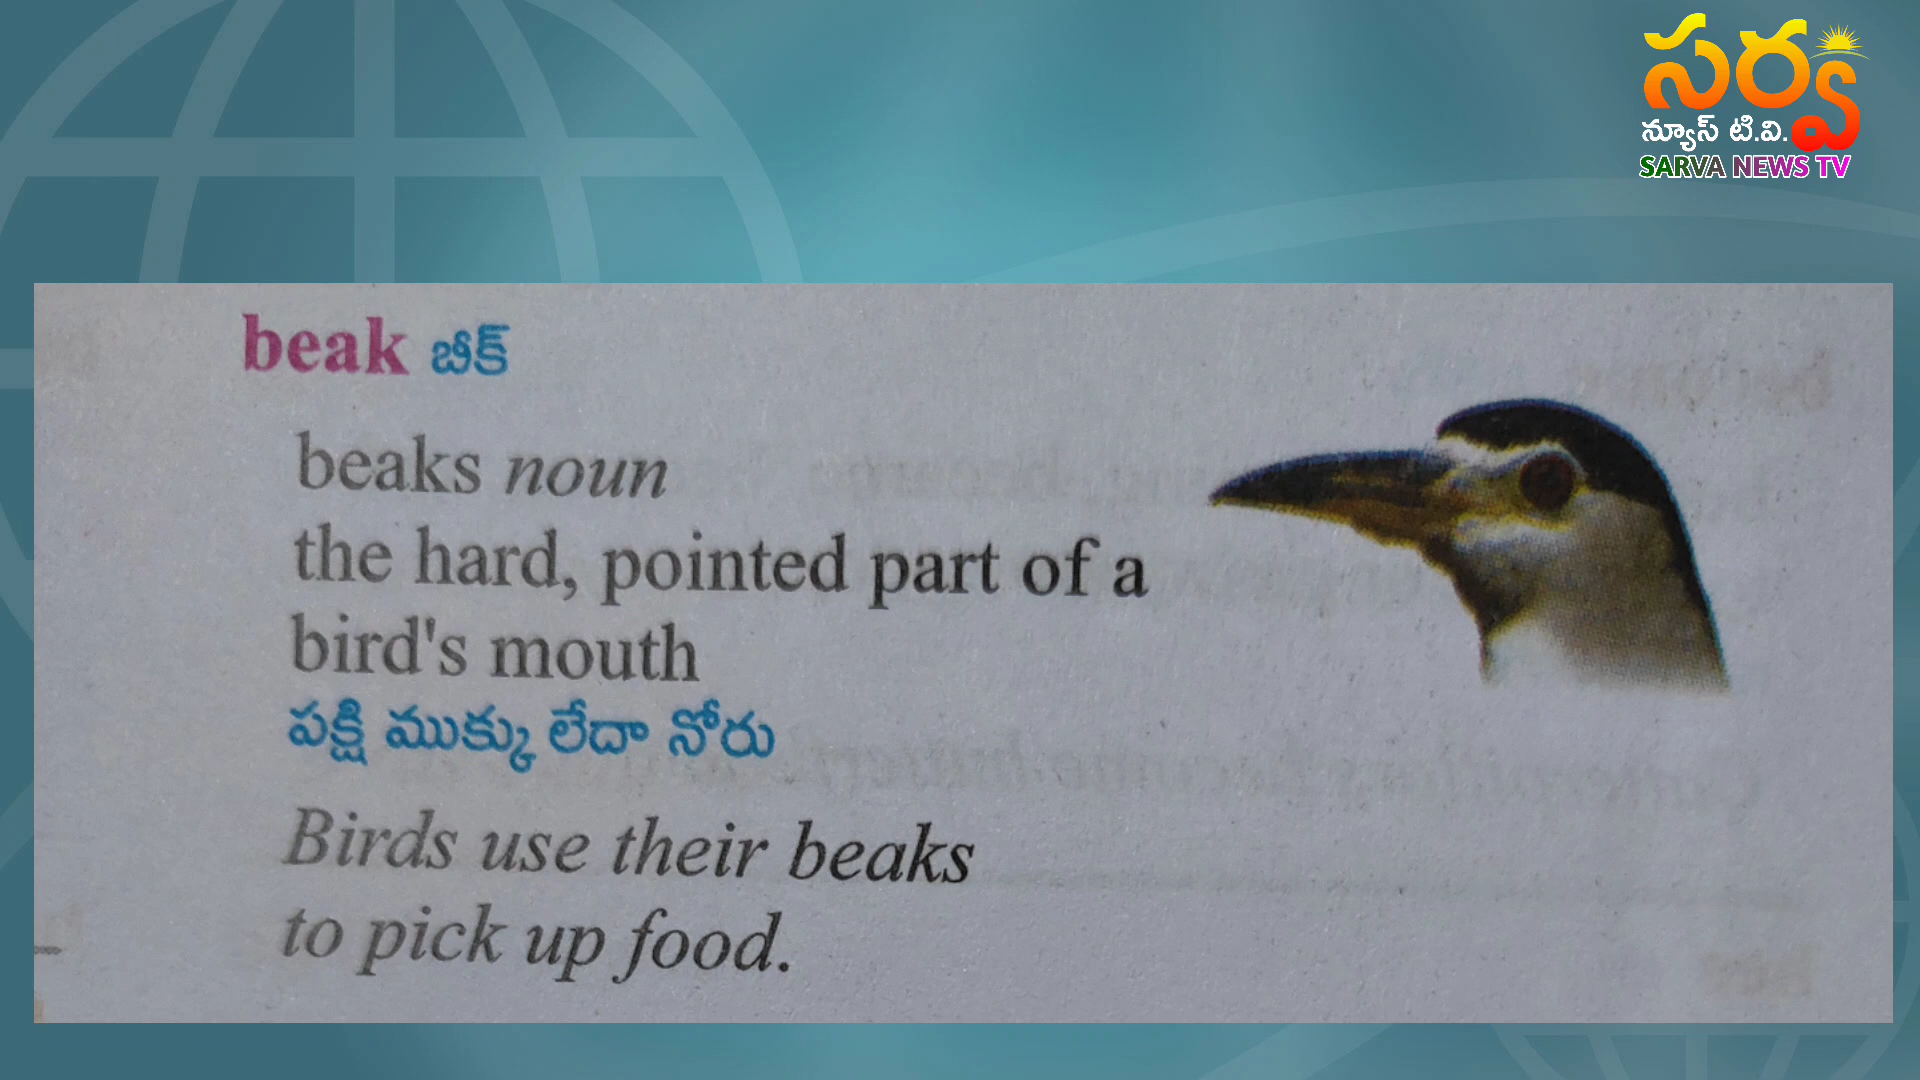 సర్వ
న్యూస్ టి.వి.
SARVA NEWS TV
beak బీక్
beaks noun
the hard, pointed part of a
bird's mouth
పక్షి ముక్కు లేదా నోరు
Birds use their beaks
to pick up food.